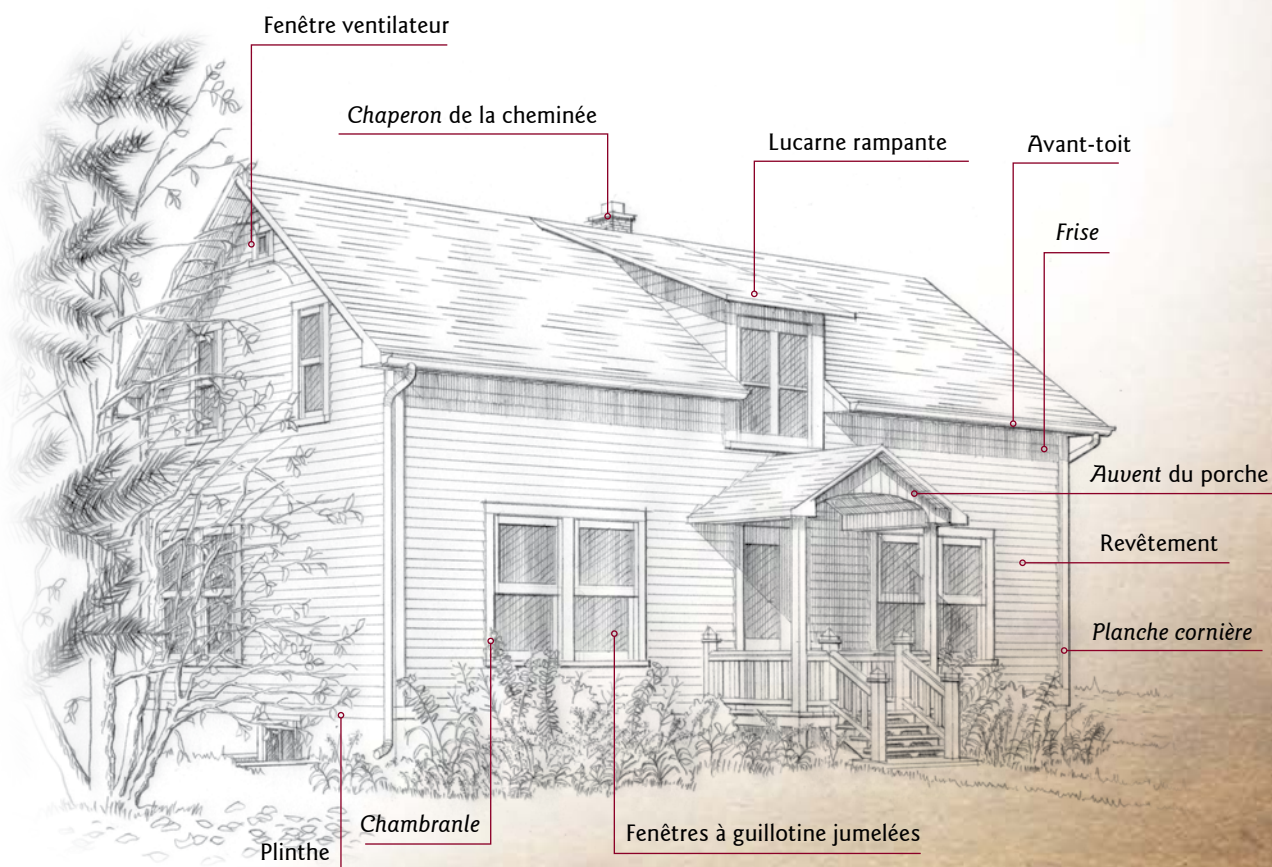 Fenêtre ventilateur
Chaperon de la cheminée
Lucarne rampante
Avant-toit
Frise
Auvent du porche
Revêtement
Planche cornière
Chambranle
Fenêtres à guillotine jumelées
Plinthe